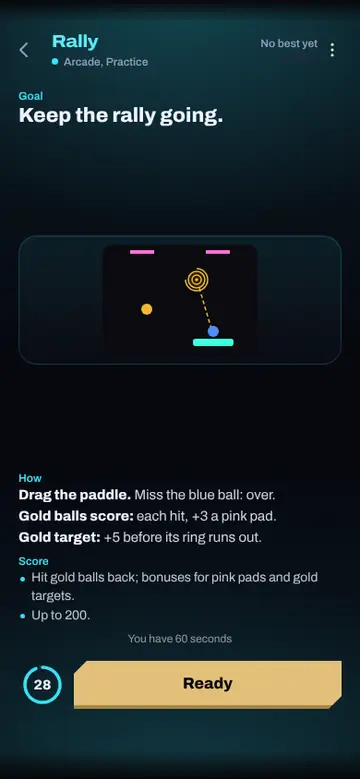 Rally
No best yet
Arcade, Practice
Goal
Keep the rally going.
How
Drag the paddle. Miss the blue ball: over.
Gold balls score: each hit, +3 a pink pad.
Gold target: +5 before its ring runs out.
Score
Hit gold balls back; bonuses for pink pads and gold
targets.
Up to 200.
You have 60 seconds
28
Ready